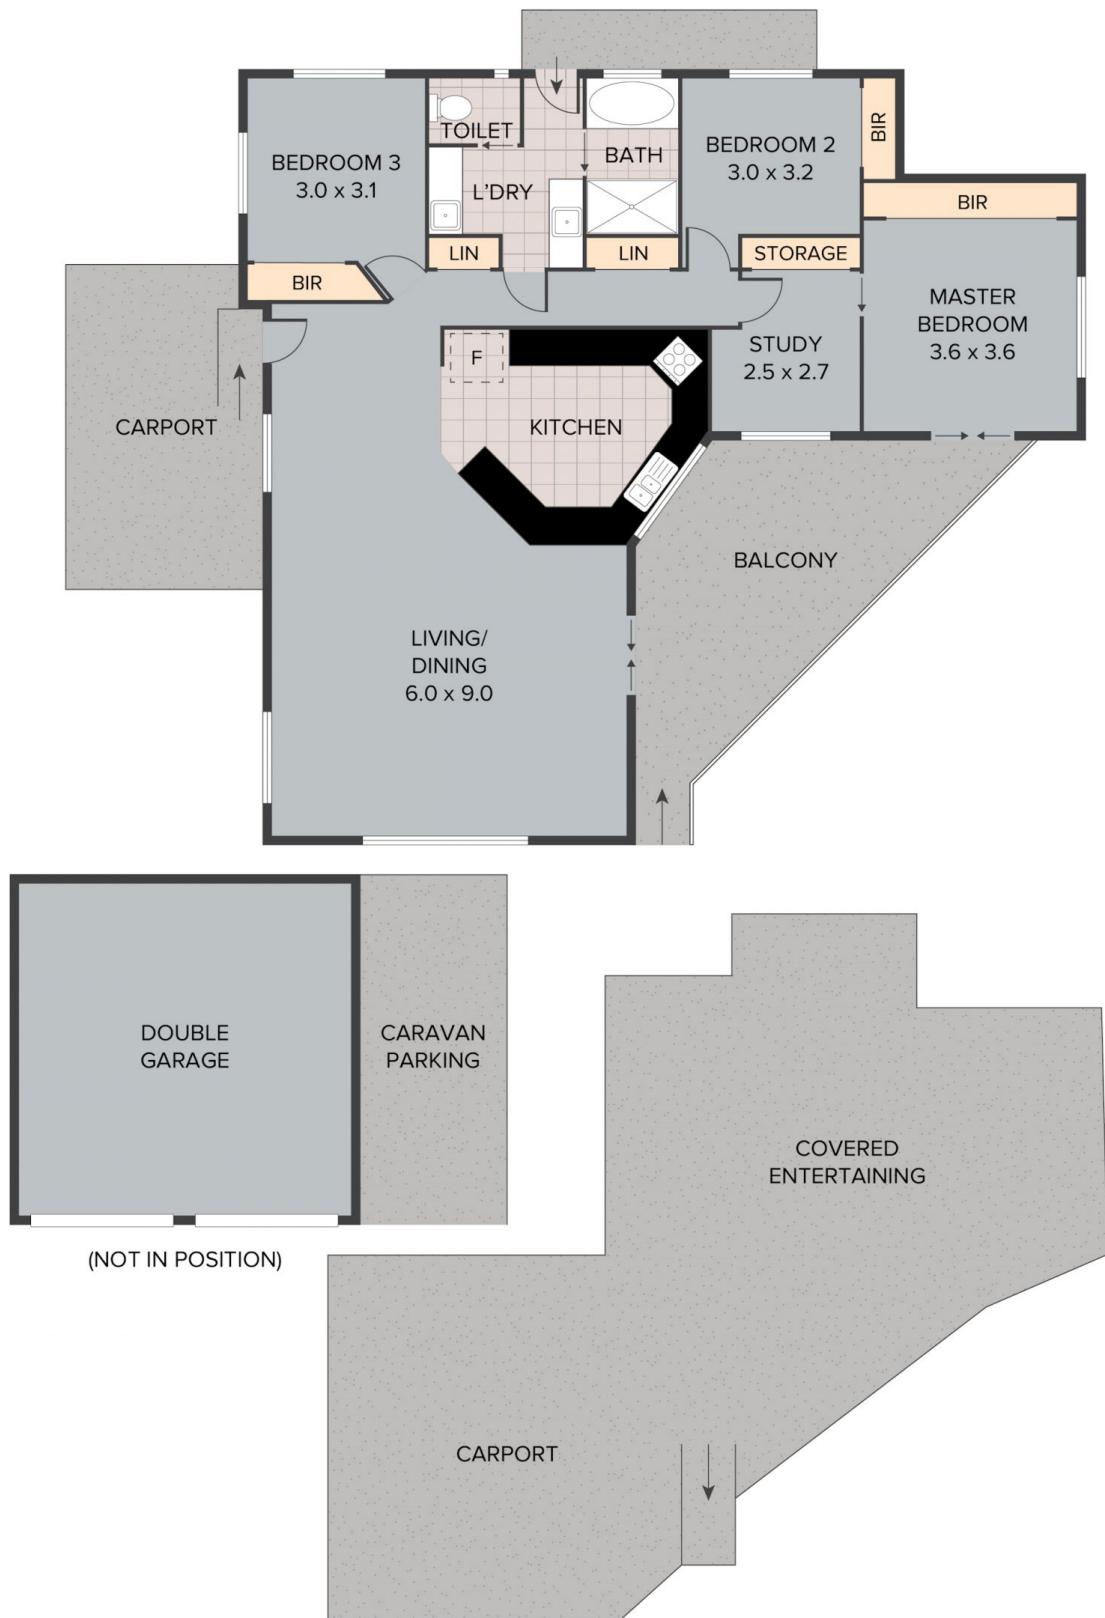 TOILET
BEDROOM 3
3.0 x 3.1
BATH
BEDROOM 2
3.0 x 3.2
BIR
L'DRY
BIR
LIN
LIN
STORAGE
BIR
MASTER
BEDROOM
3.6 x 3.6
F
STUDY
2.5 x 2.7
CARPORT
KITCHEN
BALCONY
LIVING/
DINING
6.0 x 9.0
DOUBLE
GARAGE
CARAVAN
PARKING
COVERED
ENTERTAINING
(NOT IN POSITION)
CARPORT